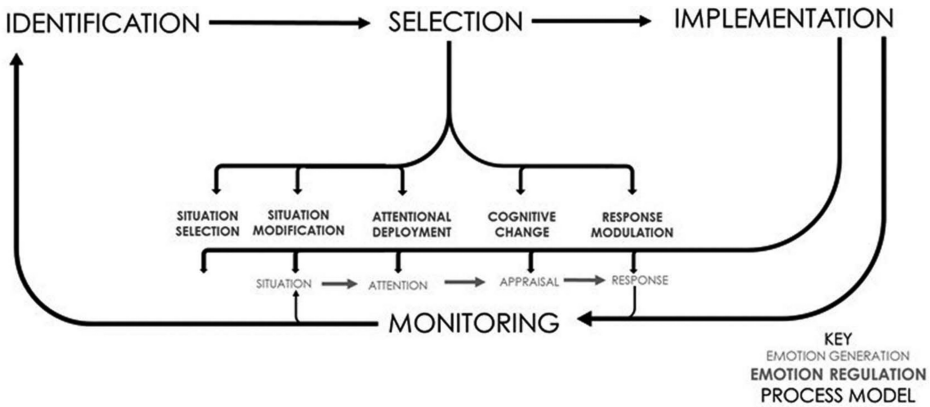 IDENTIFICATION
SELECTION
IMPLEMENTATION
SITUATION
SELECTION
SITUATION
MODIFICATION
ATTENTIONAL
DEPLOYMENT
COGNITIVE
CHANGE
RESPONSE
MODULATION
SITUATION
ATTENTION
APPRAISAL
RESPONSE
MONITORING
KEY
EMOTION GENERATION
EMOTION REGULATION
PROCESS MODEL